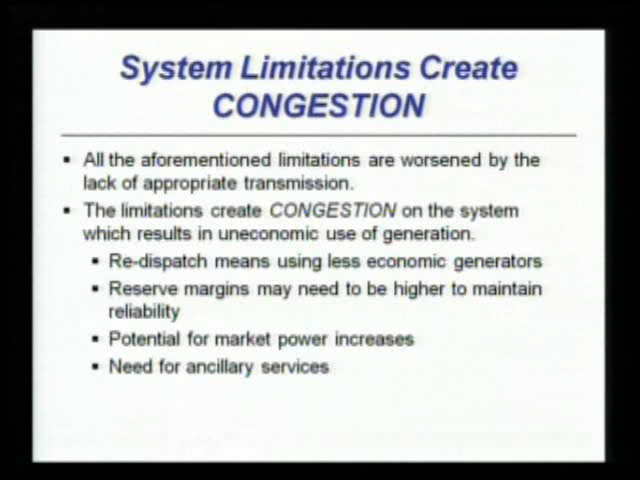 System Limitations Create
CONGESTION
▪ All the aforementioned limitations are worsened by the
lack of appropriate transmission.
▪ The limitations create CONGESTION on the system
which results in uneconomic use of generation.
▪ Re-dispatch means using less economic generators
▪ Reserve margins may need to be higher to maintain
reliability
▪ Potential for market power increases
▪ Need for ancillary services